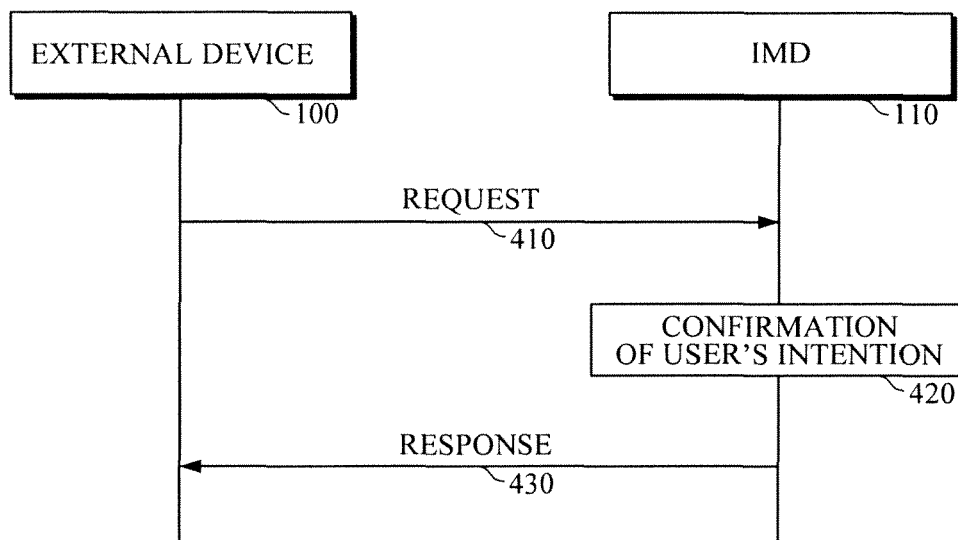 EXTERNAL DEVICE
IMD
100
110
REQUEST
410
CONFIRMATION
OF USER'S INTENTION
420
RESPONSE
430